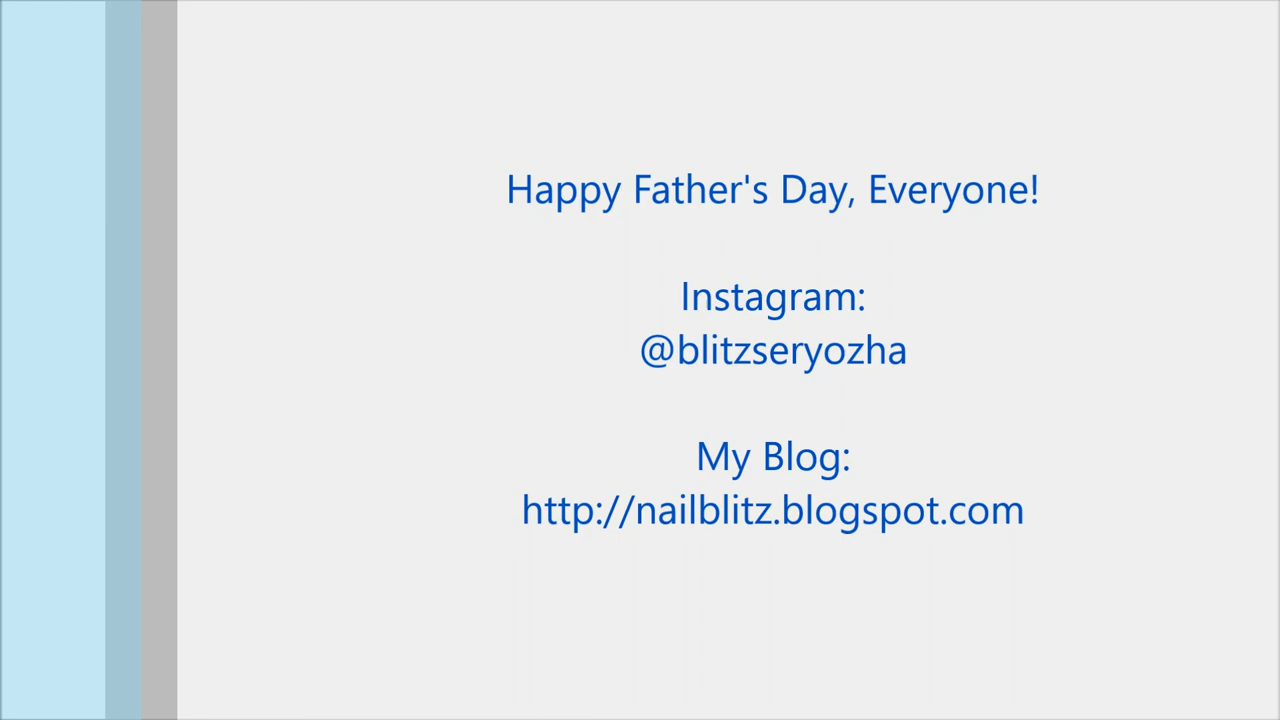 Happy Father's Day, Everyone!
Instagram:
@blitzseryozha
My Blog:
http://nailblitz.blogspot.com